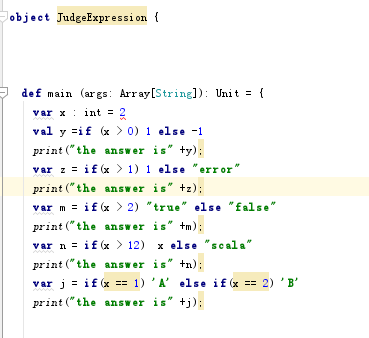 object JudgeExpression {
def main (args: Array[String]): Unit = {
var x : int = 2
val y =if (x > 0) 1 else -1
print("the answer is" +y);
var z = if(x > 1) 1 else "error"
print("the answer is" +z);
var m = if(x > 2) "true" else "false"
print("the answer is" +m);
var n = if(x > 12)  x else "scala"
print("the answer is" +n);
var j = if(x == 1) 'A' else if(x == 2) 'B'
print("the answer is" +j);